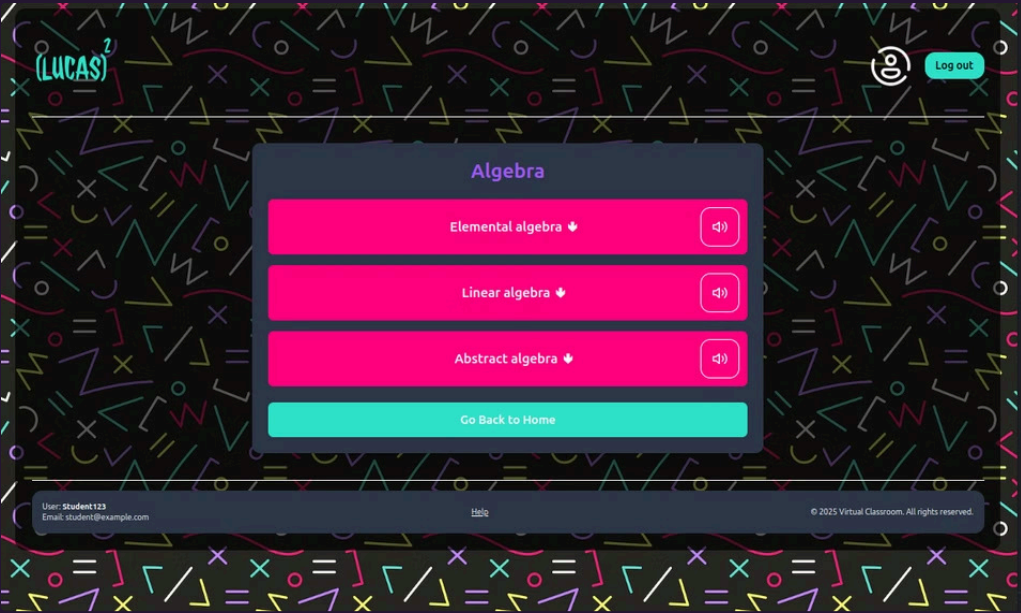 (LUCAS)²
Log out
Algebra
Elemental algebra
Linear algebra
Abstract algebra
Go Back to Home
User: Student123
Email: student@example.com
Help
© 2025 Virtual Classroom. All rights reserved.